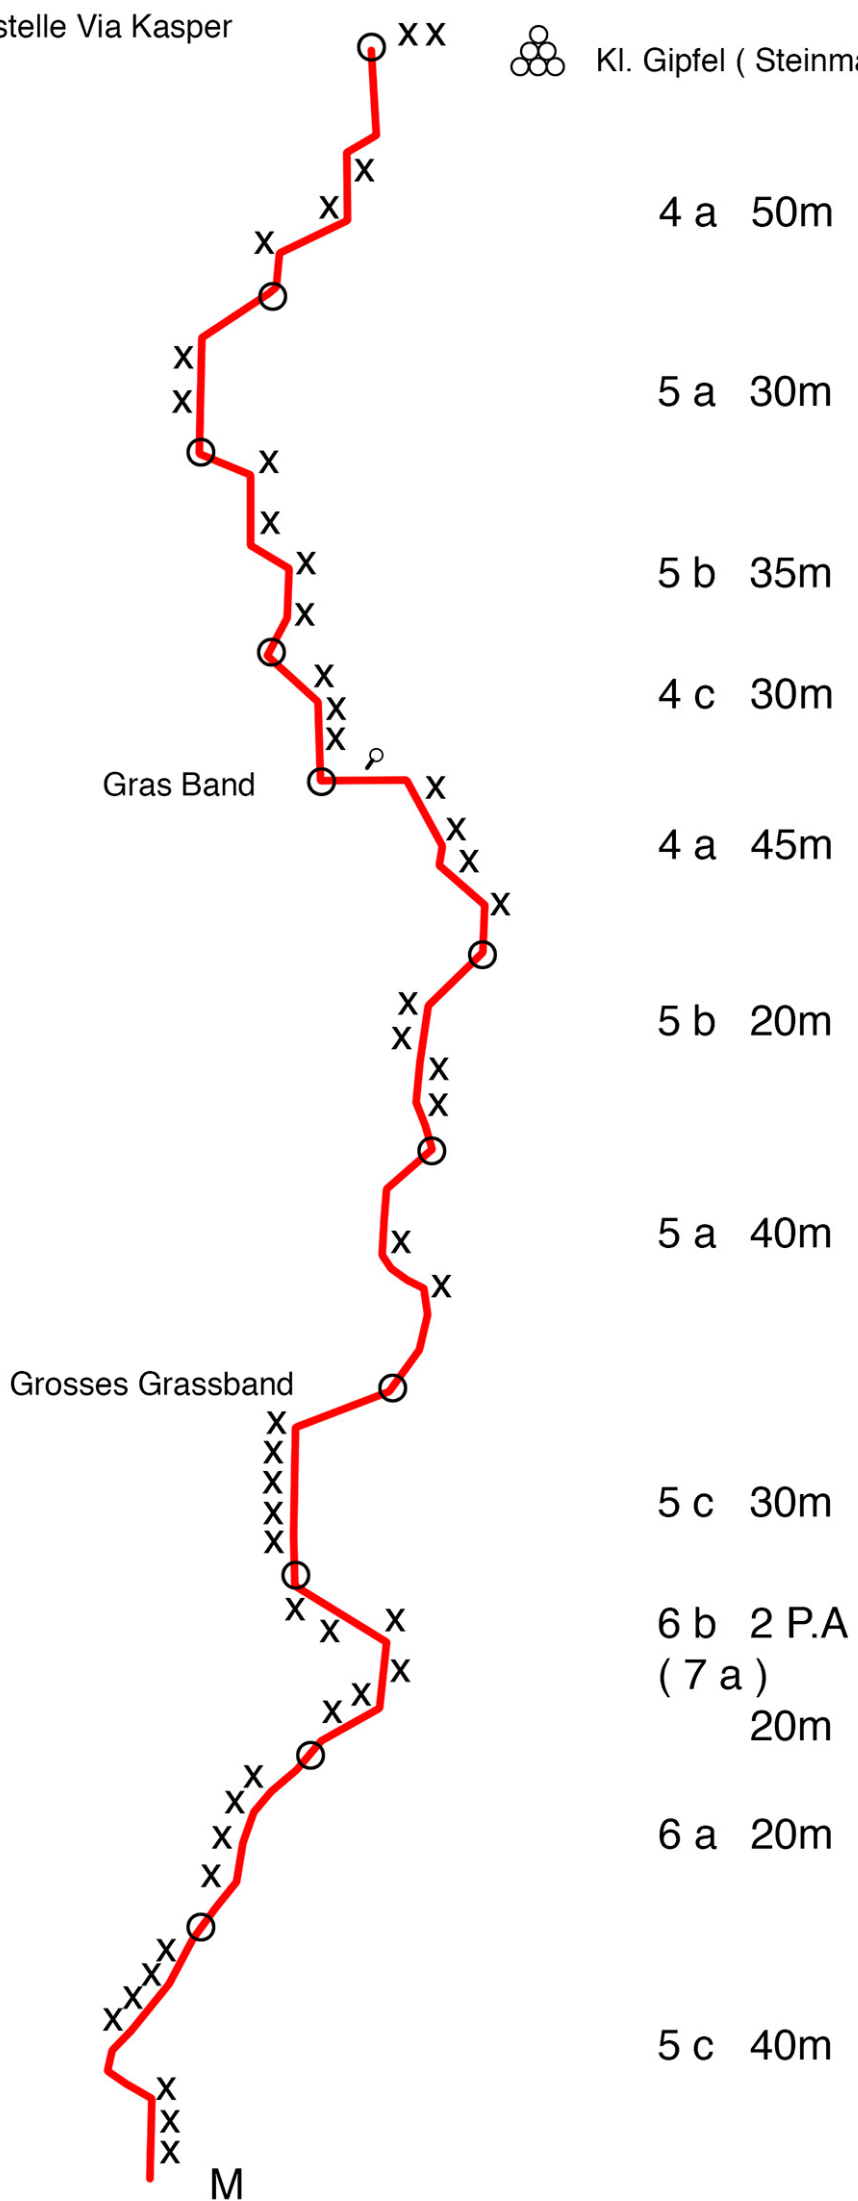 stelle Via Kasper
x x
Kl. Gipfel ( Steinma
x
x
4 a 50m
x
x
x
5 a 30m
x
x
x
5 b 35m
x
x
4 c 30m
x
x
Gras Band
x
x
4 a 45m
x
x
x
5 b 20m
x
x
x
5 a 40m
x
x
Grosses Grassband
x
x
x
5 c 30m
x
x
x
x
6 b 2 P.A
x
( 7 a )
x
x
x
20m
x
x
6 a 20m
x
x
x
x
x
x
5 c 40m
x
x
x
M